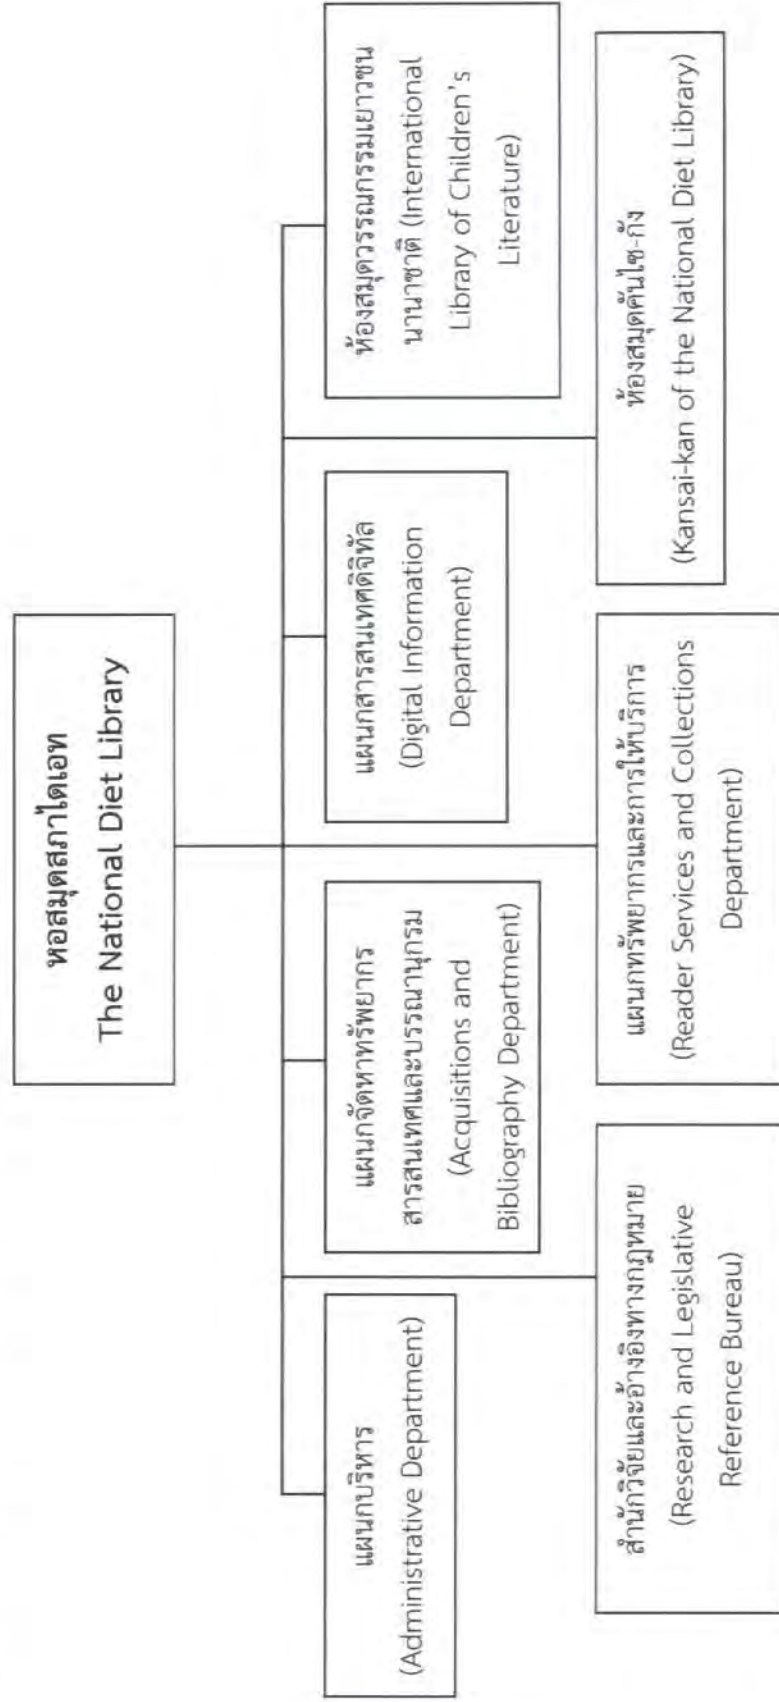 หอสมุดสภาไดเอท
The National Diet Library
แผนกบริหาร
(Administrative Department)
แผนกจัดหาทรัพยากร
สารสนเทศและบรรณานุกรม
(Acquisitions and
Bibliography Department)
แผนกสารสนเทศดิจิทัล
(Digital Information
Department)
ห้องสมุดวรรณกรรมเยาวชน
นานาชาติ (International
Library of Children's
Literature)
สำนักวิจัยและอ้างอิงทางกฎหมาย
(Research and Legislative
Reference Bureau)
แผนกทรัพยากรและการให้บริการ
(Reader Services and Collections
Department)
ห้องสมุดคันไซ-กัง
(Kansai-kan of the National Diet Library)